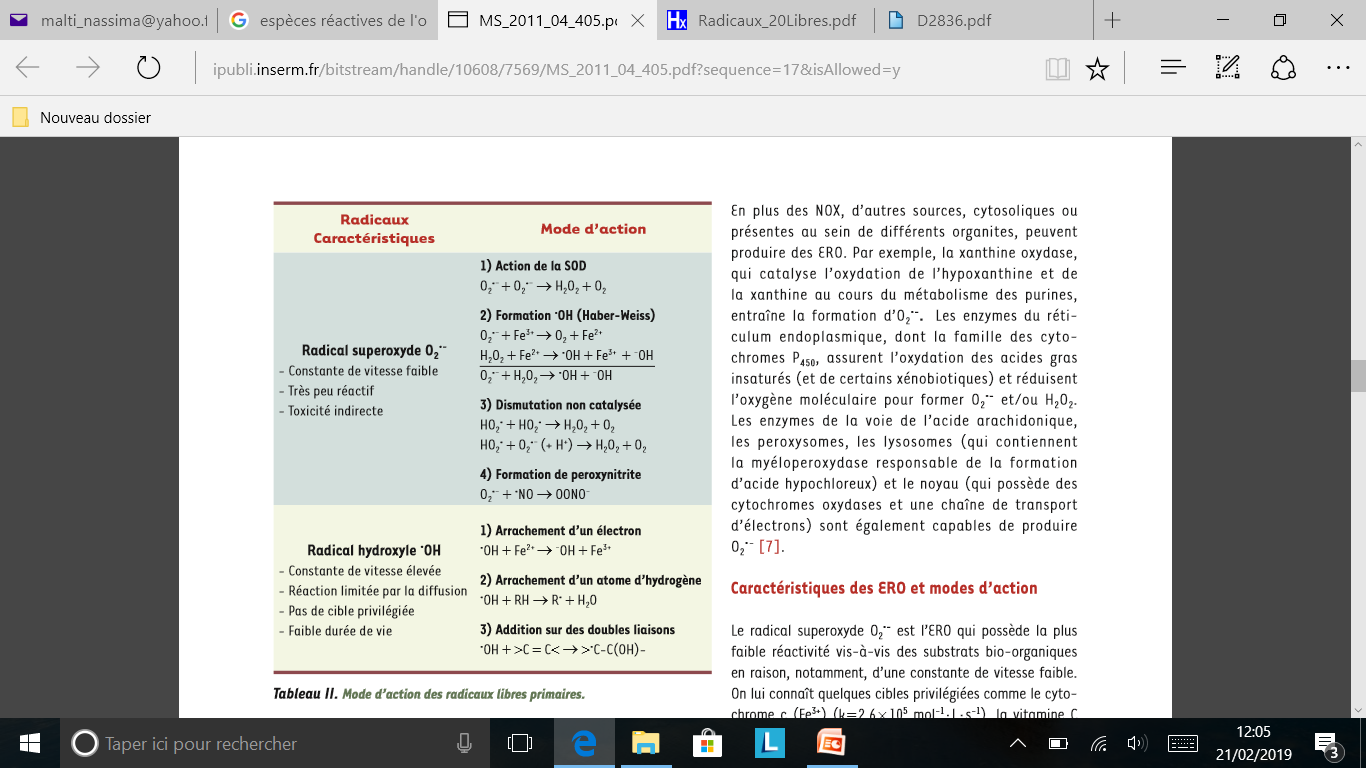 malti_nassima@yahoo.f
espèces réactives de l'o
MS_2011_04_405.pd
Radicaux_20Libres.pdf
D2836.pdf
ipubli.inserm.fr/bitstream/handle/10608/7569/MS_2011_04_405.pdf?sequence=17&isAllowed=y
Nouveau dossier
Radicaux
Caractéristiques
Mode d'action
Radical superoxyde O₂•⁻
- Constante de vitesse faible
- Très peu réactif
- Toxicité indirecte
1) Action de la SOD
O₂•⁻ + O₂•⁻ → H₂O₂ + O₂
2) Formation •OH (Haber-Weiss)
O₂•⁻ + Fe³⁺ → O₂ + Fe²⁺
H₂O₂ + Fe²⁺ → •OH + Fe³⁺ + ⁻OH
O₂•⁻ + H₂O₂ → •OH + ⁻OH
3) Dismutation non catalysée
HO₂• + HO₂• → H₂O₂ + O₂
HO₂• + O₂•⁻ (+ H⁺) → H₂O₂ + O₂
4) Formation de peroxynitrite
O₂•⁻ + •NO → OONO⁻
Radical hydroxyle •OH
- Constante de vitesse élevée
- Réaction limitée par la diffusion
- Pas de cible privilégiée
- Faible durée de vie
1) Arrachement d'un électron
•OH + Fe²⁺ → ⁻OH + Fe³⁺
2) Arrachement d'un atome d'hydrogène
•OH + RH → R• + H₂O
3) Addition sur des doubles liaisons
•OH + >C = C< → >•C-C(OH)-
Tableau II. Mode d'action des radicaux libres primaires.
En plus des NOX, d'autres sources, cytosoliques ou
présentes au sein de différents organites, peuvent
produire des ERO. Par exemple, la xanthine oxydase,
qui catalyse l'oxydation de l'hypoxanthine et de
la xanthine au cours du métabolisme des purines,
entraîne la formation d'O₂•⁻. Les enzymes du réti-
culum endoplasmique, dont la famille des cyto-
chromes P₄₅₀, assurent l'oxydation des acides gras
insaturés (et de certains xénobiotiques) et réduisent
l'oxygène moléculaire pour former O₂•⁻ et/ou H₂O₂.
Les enzymes de la voie de l'acide arachidonique,
les peroxysomes, les lysosomes (qui contiennent
la myéloperoxydase responsable de la formation
d'acide hypochloreux) et le noyau (qui possède des
cytochromes oxydases et une chaîne de transport
d'électrons) sont également capables de produire
O₂•⁻ [7].
Caractéristiques des ERO et modes d'action
Le radical superoxyde O₂•⁻ est l'ERO qui possède la plus
faible réactivité vis-à-vis des substrats bio-organiques
en raison, notamment, d'une constante de vitesse faible.
On lui connaît quelques cibles privilégiées comme le cyto-
chrome c (Fe³⁺) (k=2,6×10⁵ mol⁻¹·L·s⁻¹), la vitamine C
Taper ici pour rechercher
12:05
21/02/2019
3